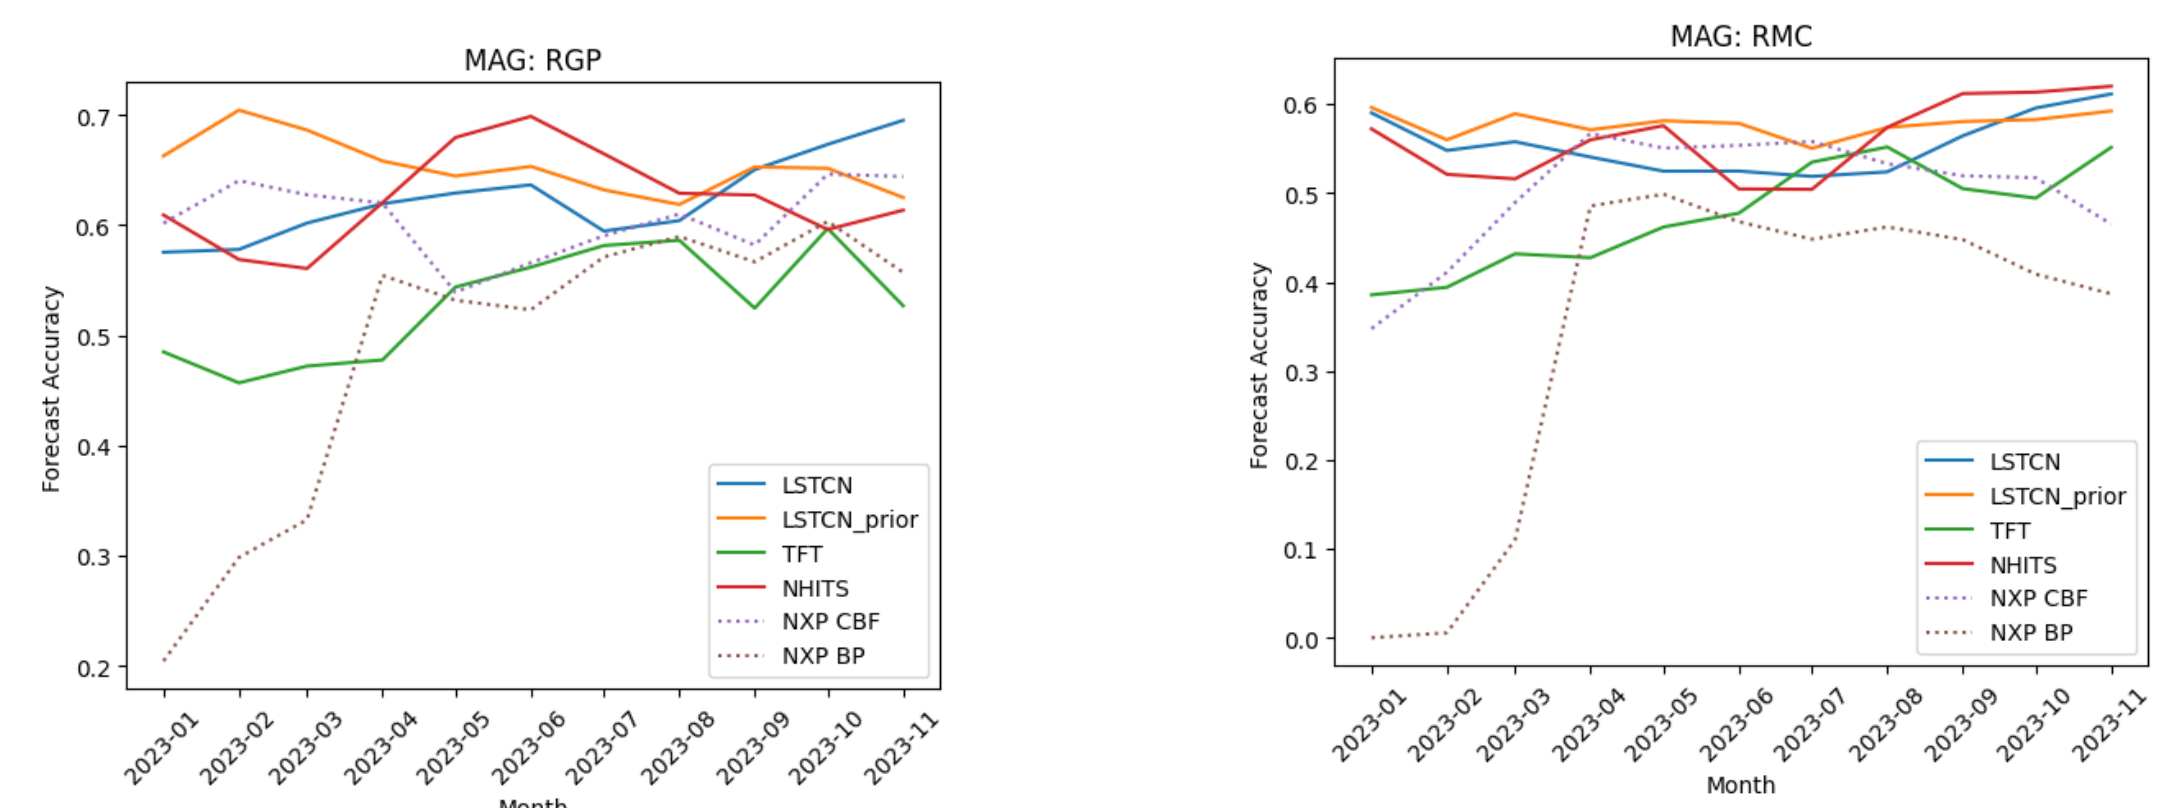 MAG: RGP
Forecast Accuracy
0.7
0.6
0.5
0.4
0.3
0.2
LSTCN
LSTCN_prior
TFT
NHITS
NXP CBF
NXP BP
2023-01
2023-02
2023-03
2023-04
2023-05
2023-06
2023-07
2023-08
2023-09
2023-10
2023-11
Month
MAG: RMC
Forecast Accuracy
0.6
0.5
0.4
0.3
0.2
0.1
0.0
LSTCN
LSTCN_prior
TFT
NHITS
NXP CBF
NXP BP
2023-01
2023-02
2023-03
2023-04
2023-05
2023-06
2023-07
2023-08
2023-09
2023-10
2023-11
Month